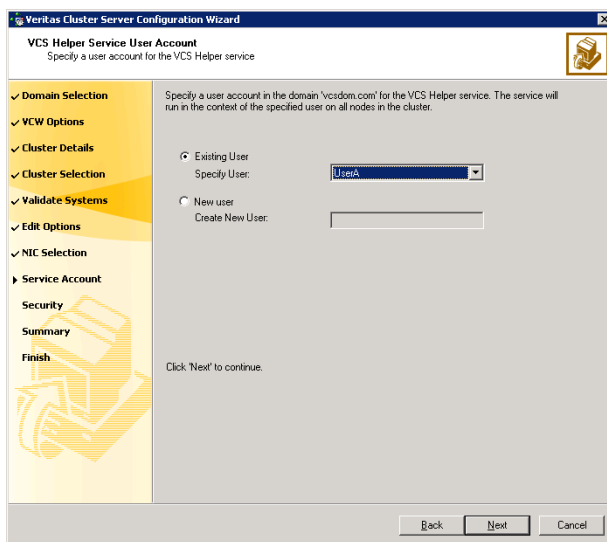 Veritas Cluster Server Configuration Wizard
VCS Helper Service User Account
Specify a user account for the VCS Helper service
Domain Selection
VCW Options
Cluster Details
Cluster Selection
Validate Systems
Edit Options
NIC Selection
Service Account
Security
Summary
Finish
Specify a user account in the domain 'vcsdom.com' for the VCS Helper service. The service will
run in the context of the specified user on all nodes in the cluster.
Existing User
Specify User:
UserA
New user
Create New User:
Click 'Next' to continue.
Back
Next
Cancel